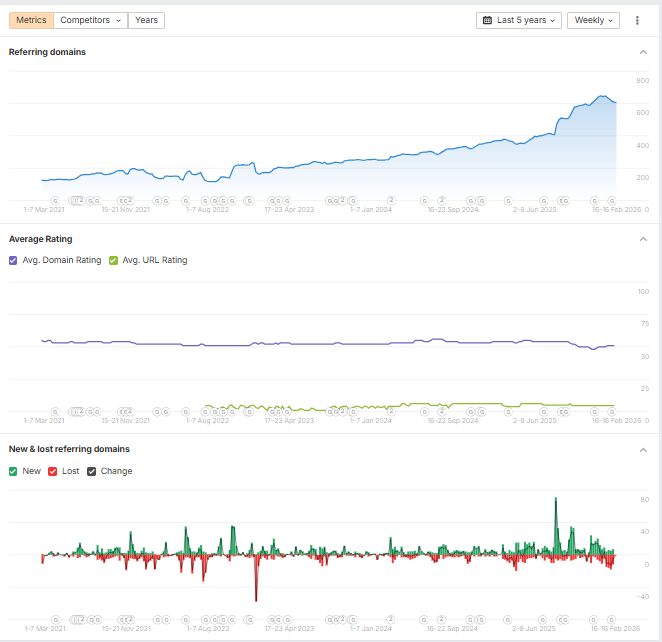 Metrics Competitors Years Last 5 years Weekly
Referring domains
800
600
400
200
0
1-7 Mar 2021 15-21 Nov 2021 1-7 Aug 2022 17-23 Apr 2023 1-7 Jan 2024 16-22 Sep 2024 2-8 Jun 2025 16-16 Feb 2026
Average Rating
Avg. Domain Rating Avg. URL Rating
100
75
50
25
0
1-7 Mar 2021 15-21 Nov 2021 1-7 Aug 2022 17-23 Apr 2023 1-7 Jan 2024 16-22 Sep 2024 2-8 Jun 2025 16-16 Feb 2026
New & lost referring domains
New Lost Change
80
40
0
-40
1-7 Mar 2021 15-21 Nov 2021 1-7 Aug 2022 17-23 Apr 2023 1-7 Jan 2024 16-22 Sep 2024 2-8 Jun 2025 16-16 Feb 2026